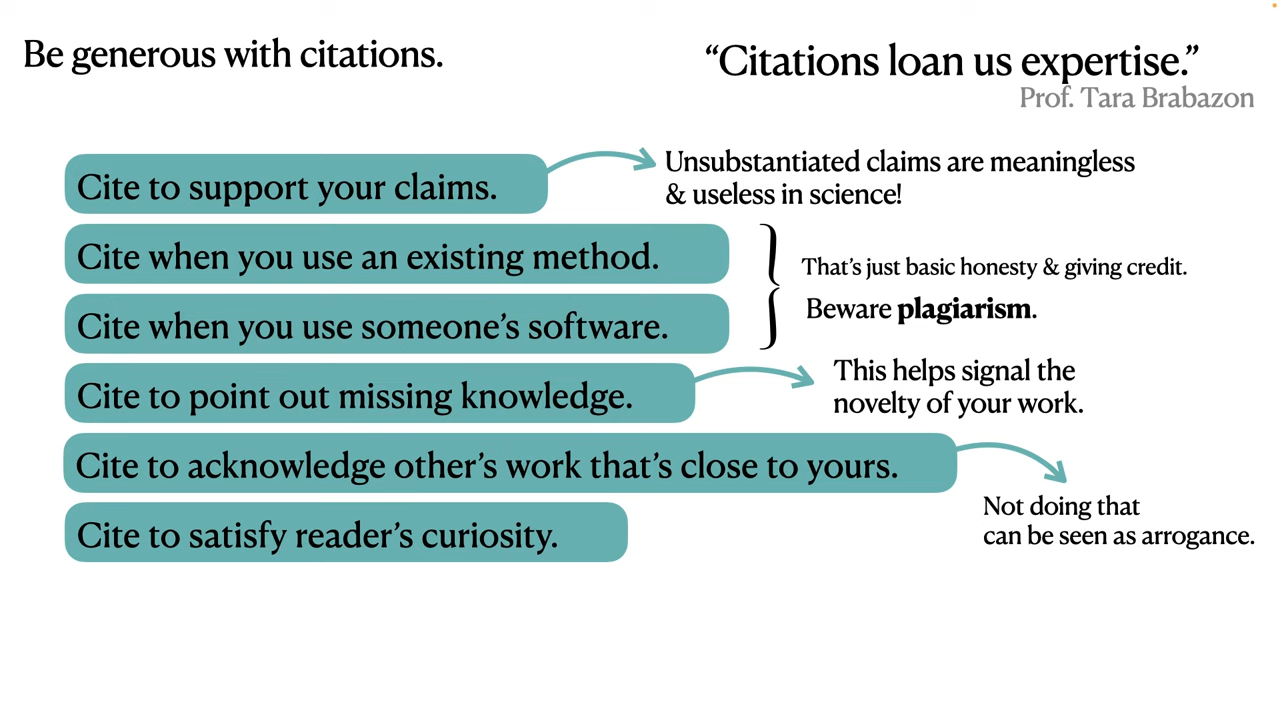 Be generous with citations.
“Citations loan us expertise.”
Prof. Tara Brabazon
Cite to support your claims.
Unsubstantiated claims are meaningless
& useless in science!
Cite when you use an existing method.
Cite when you use someone’s software.
That’s just basic honesty & giving credit.
Beware plagiarism.
Cite to point out missing knowledge.
This helps signal the
novelty of your work.
Cite to acknowledge other’s work that’s close to yours.
Not doing that
can be seen as arrogance.
Cite to satisfy reader’s curiosity.